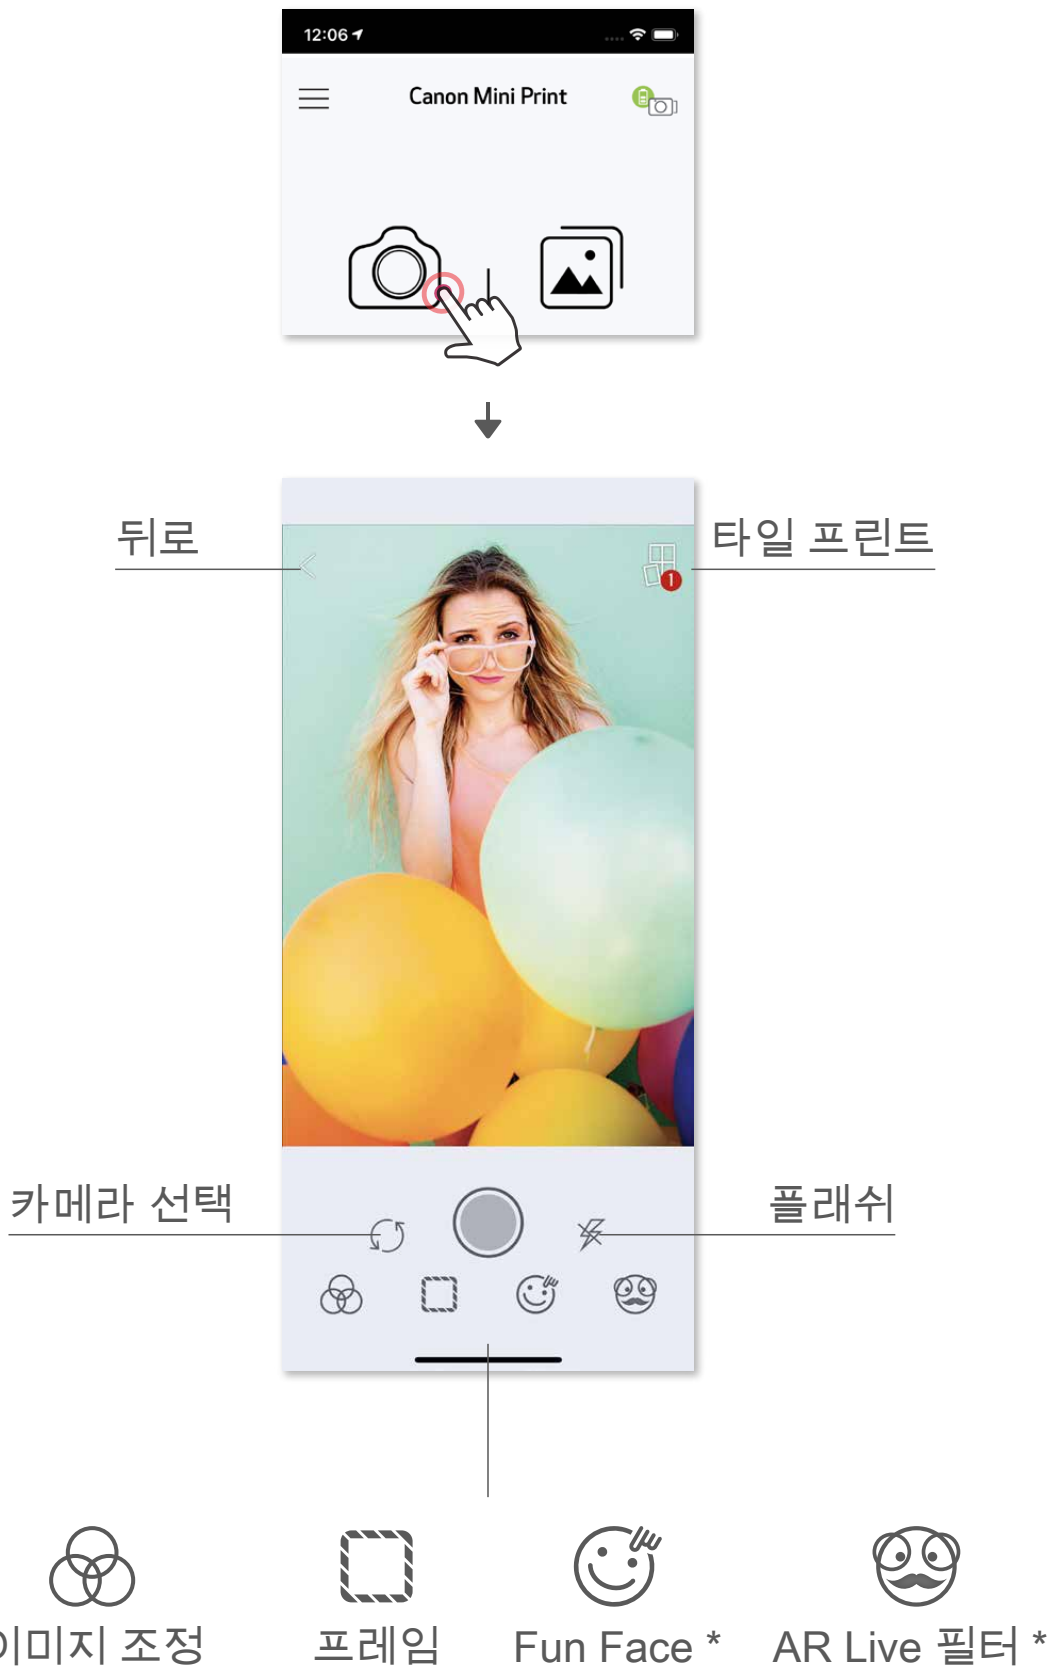 12:06
Canon Mini Print
뒤로
타일 프린트
1
카메라 선택
플래쉬
이미지 조정
프레임
Fun Face *
AR Live 필터 *